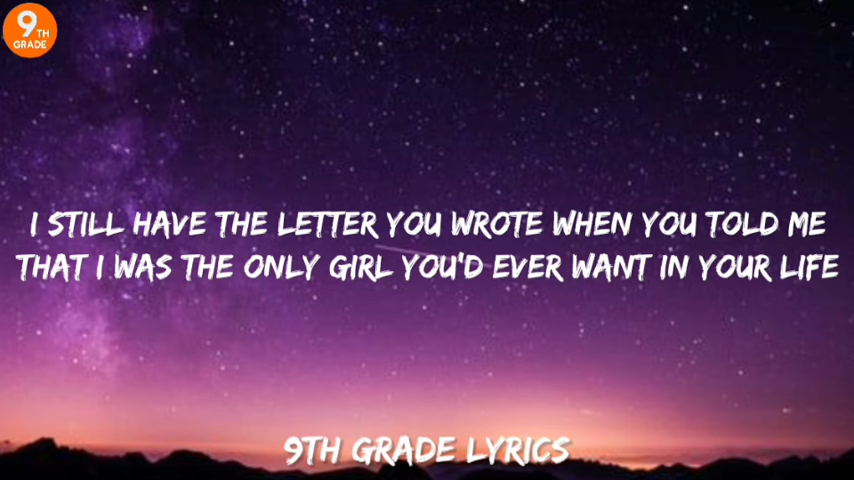 9TH
GRADE
I STILL HAVE THE LETTER YOU WROTE WHEN YOU TOLD ME
THAT I WAS THE ONLY GIRL YOU'D EVER WANT IN YOUR LIFE
9TH GRADE LYRICS